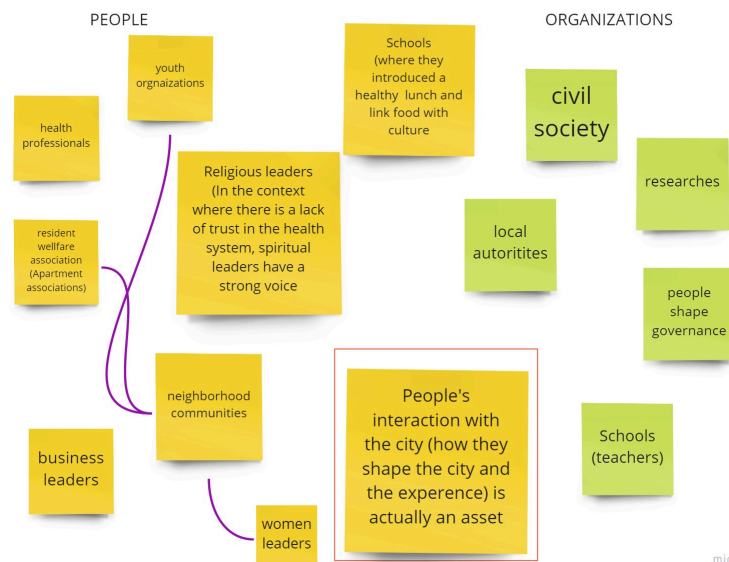 PEOPLE
ORGANIZATIONS
youth
orgnaizations
Schools
(where they
introduced a
healthy lunch and
link food with
culture
civil
society
health
professionals
Religious leaders
(In the context
where there is a lack
of trust in the health
system, spiritual
leaders have a
strong voice
researches
resident
wellfare
association
(Apartment
associations)
local
autoritites
people
shape
governance
neighborhood
communities
People's
interaction with
the city (how they
shape the city and
the experence) is
actually an asset
business
leaders
Schools
(teachers)
women
leaders